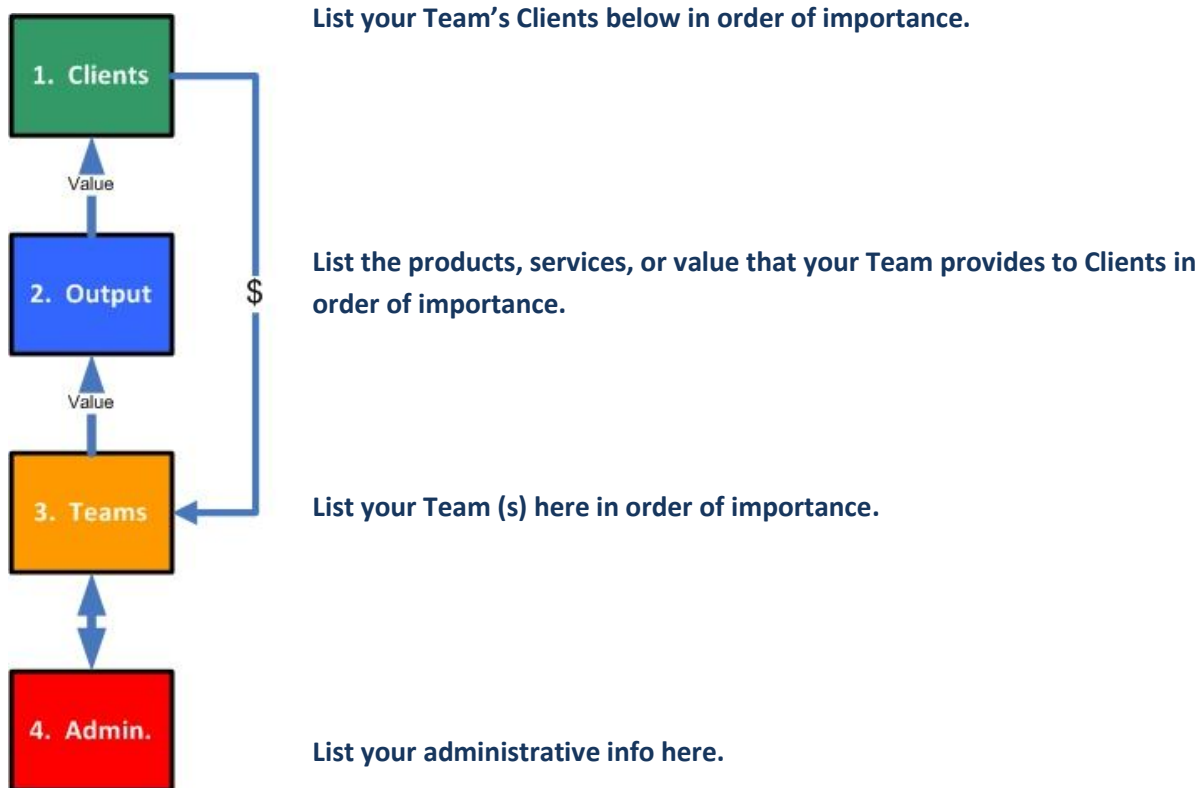 List your Team’s Clients below in order of importance.
1. Clients
Value
List the products, services, or value that your Team provides to Clients in
order of importance.
2. Output
$
Value
List your Team (s) here in order of importance.
3. Teams
4. Admin.
List your administrative info here.